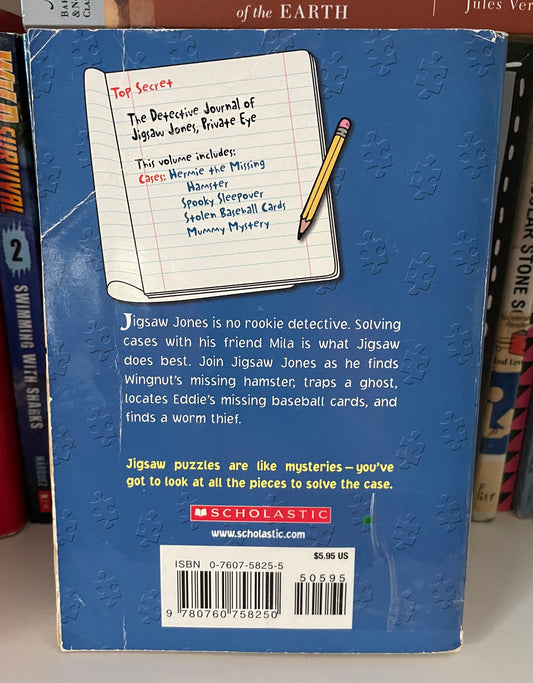 of the EARTH
Jules Ver
Top Secret
The Detective Journal of
Jigsaw Jones, Private Eye
This volume includes:
Cases: Hermie the Missing
Hamster
Spooky Sleepover
Stolen Baseball Cards
Mummy Mystery
Jigsaw Jones is no rookie detective. Solving
cases with his friend Mila is what Jigsaw
does best. Join Jigsaw Jones as he finds
Wingnut's missing hamster, traps a ghost,
locates Eddie's missing baseball cards, and
finds a worm thief.
Jigsaw puzzles are like mysteries—you've
got to look at all the pieces to solve the case.
SCHOLASTIC
www.scholastic.com
$5.95 US
ISBN 0-7607-5825-5
50595
9 780760 758250
WILD SURVIVAL
2
SWIMMING WITH SHARKS
MARQUEZ
OLAR STONE S